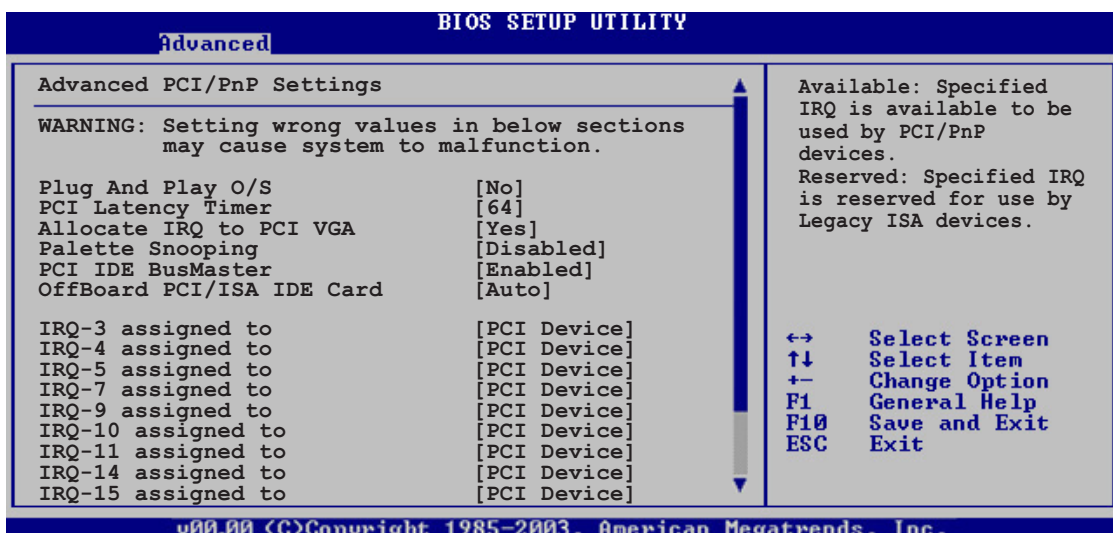 BIOS SETUP UTILITY
Advanced
Advanced PCI/PnP Settings
WARNING: Setting wrong values in below sections
may cause system to malfunction.
Plug And Play O/S [No]
PCI Latency Timer [64]
Allocate IRQ to PCI VGA [Yes]
Palette Snooping [Disabled]
PCI IDE BusMaster [Enabled]
OffBoard PCI/ISA IDE Card [Auto]
IRQ-3 assigned to [PCI Device]
IRQ-4 assigned to [PCI Device]
IRQ-5 assigned to [PCI Device]
IRQ-7 assigned to [PCI Device]
IRQ-9 assigned to [PCI Device]
IRQ-10 assigned to [PCI Device]
IRQ-11 assigned to [PCI Device]
IRQ-14 assigned to [PCI Device]
IRQ-15 assigned to [PCI Device]
Available: Specified
IRQ is available to be
used by PCI/PnP
devices.
Reserved: Specified IRQ
is reserved for use by
Legacy ISA devices.
←→ Select Screen
↑↓ Select Item
+- Change Option
F1 General Help
F10 Save and Exit
ESC Exit
v00.00 (C)Copyright 1985-2003, American Megatrends, Inc.